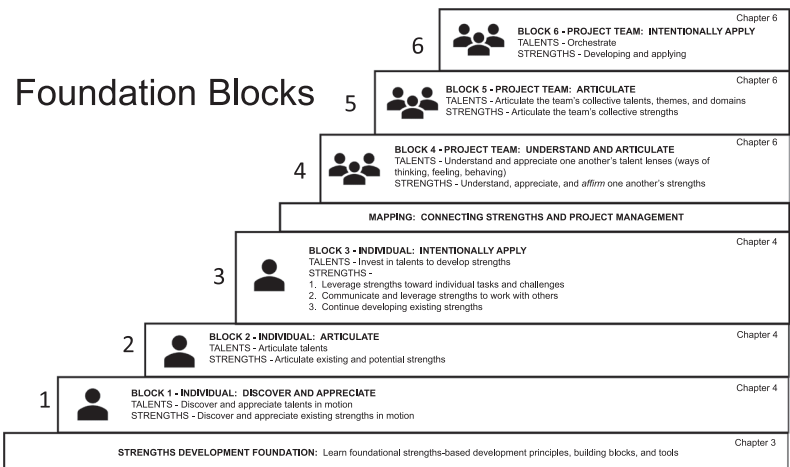 Chapter 6
6
BLOCK 6 - PROJECT TEAM: INTENTIONALLY APPLY
TALENTS - Orchestrate
STRENGTHS - Developing and applying
Foundation Blocks
Chapter 6
5
BLOCK 5 - PROJECT TEAM: ARTICULATE
TALENTS - Articulate the team's collective talents, themes, and domains
STRENGTHS - Articulate the team's collective strengths
Chapter 6
4
BLOCK 4 - PROJECT TEAM: UNDERSTAND AND ARTICULATE
TALENTS - Understand and appreciate one another's talent lenses (ways of
thinking, feeling, behaving)
STRENGTHS - Understand, appreciate, and affirm one another's strengths
MAPPING: CONNECTING STRENGTHS AND PROJECT MANAGEMENT
Chapter 4
3
BLOCK 3 - INDIVIDUAL: INTENTIONALLY APPLY
TALENTS - Invest in talents to develop strengths
STRENGTHS -
1. Leverage strengths toward individual tasks and challenges
2. Communicate and leverage strengths to work with others
3. Continue developing existing strengths
Chapter 4
2
BLOCK 2 - INDIVIDUAL: ARTICULATE
TALENTS - Articulate talents
STRENGTHS - Articulate existing and potential strengths
Chapter 4
1
BLOCK 1 - INDIVIDUAL: DISCOVER AND APPRECIATE
TALENTS - Discover and appreciate talents in motion
STRENGTHS - Discover and appreciate existing strengths in motion
Chapter 3
STRENGTHS DEVELOPMENT FOUNDATION: Learn foundational strengths-based development principles, building blocks, and tools